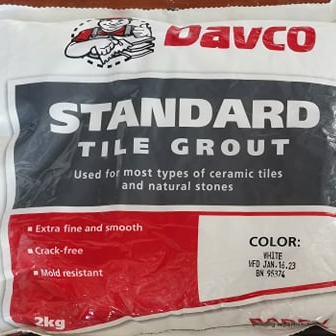 Davco
STANDARD
TILE GROUT
Used for most types of ceramic tiles
and natural stones
Extra fine and smooth
Crack-free
Mold resistant
COLOR:
WHITE
MFD JAN.16.23
BN 95374
2kg